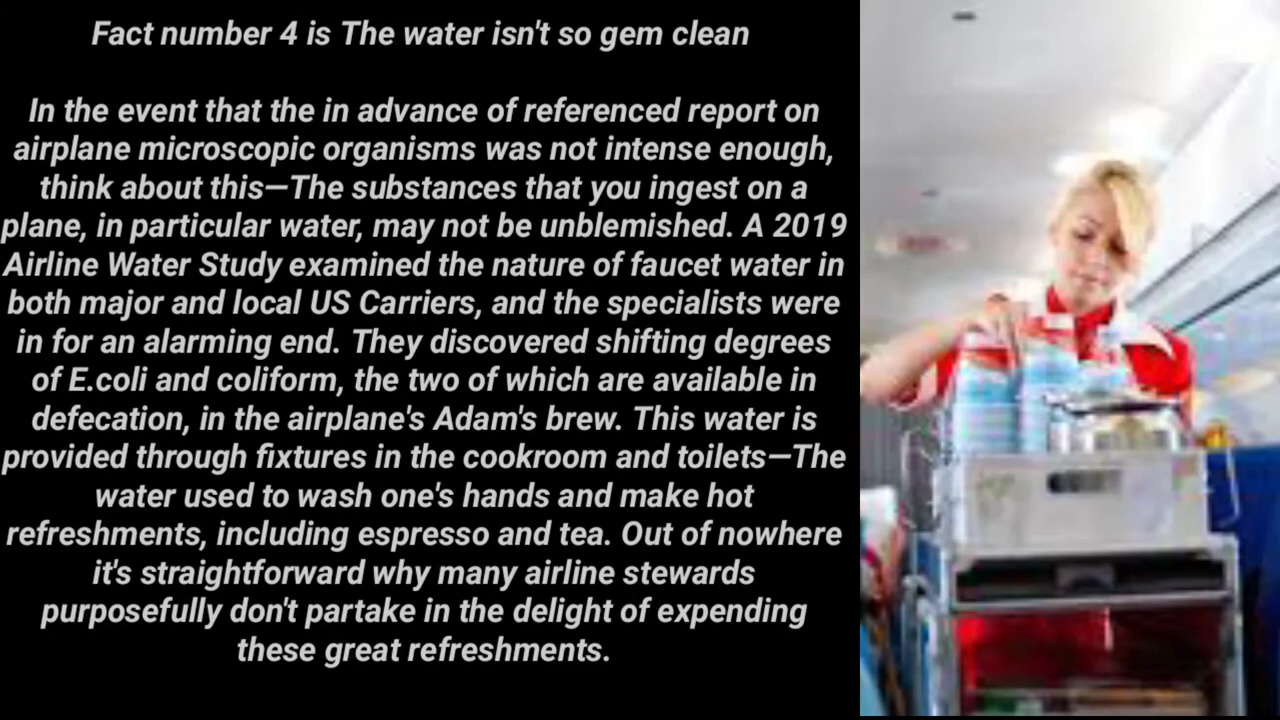 Fact number 4 is The water isn't so gem clean
In the event that the in advance of referenced report on
airplane microscopic organisms was not intense enough,
think about this—The substances that you ingest on a
plane, in particular water, may not be unblemished. A 2019
Airline Water Study examined the nature of faucet water in
both major and local US Carriers, and the specialists were
in for an alarming end. They discovered shifting degrees
of E.coli and coliform, the two of which are available in
defecation, in the airplane's Adam's brew. This water is
provided through fixtures in the cookroom and toilets—The
water used to wash one's hands and make hot
refreshments, including espresso and tea. Out of nowhere
it's straightforward why many airline stewards
purposefully don't partake in the delight of expending
these great refreshments.